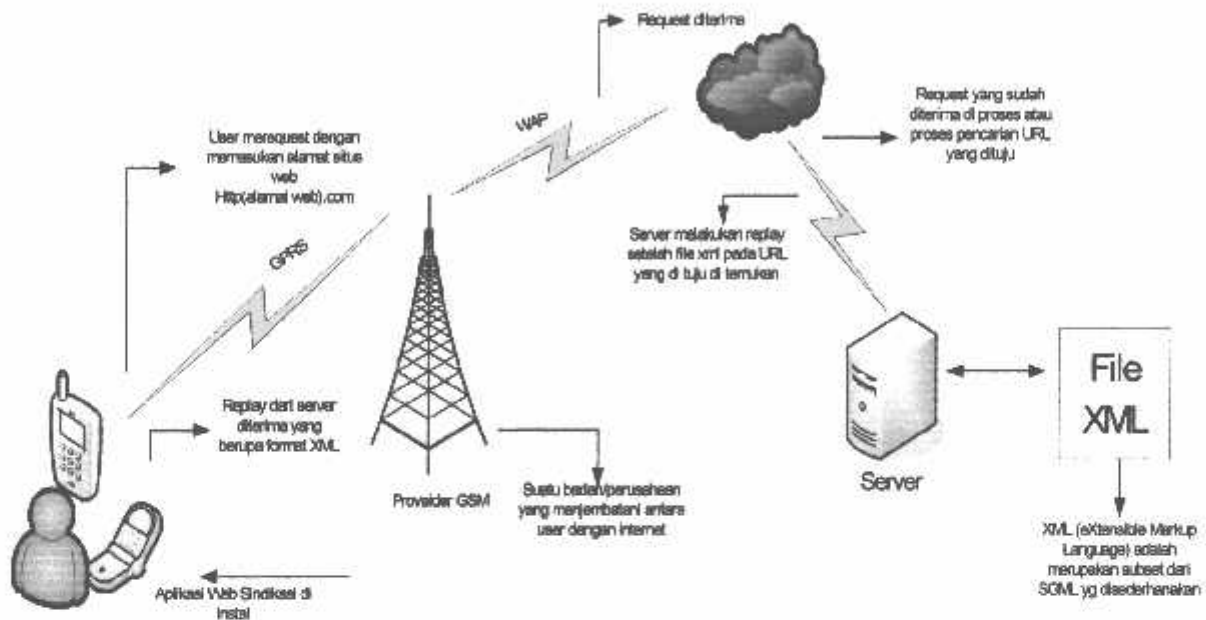 Request diterima
WAP
Request yang sudah
diterima di proses atau
proses pencarian URL
yang dituju
User merequest dengan
memasukan alamat situs
web
Http(alamat web).com
GPRS
Server melakukan replay
setelah file xml pada URL
yang di tuju di temukan
File
XML
Replay dari server
diterima yang
berupa format XML
Server
Provaider GSM
Suatu badan/perusahaan
yang menjembatani antara
user dengan internet
XML (eXtensible Markup
Language) adalah
merupakan subset dari
SGML yg disederhanakan
Aplikasi Web Sindikasi di
Instal